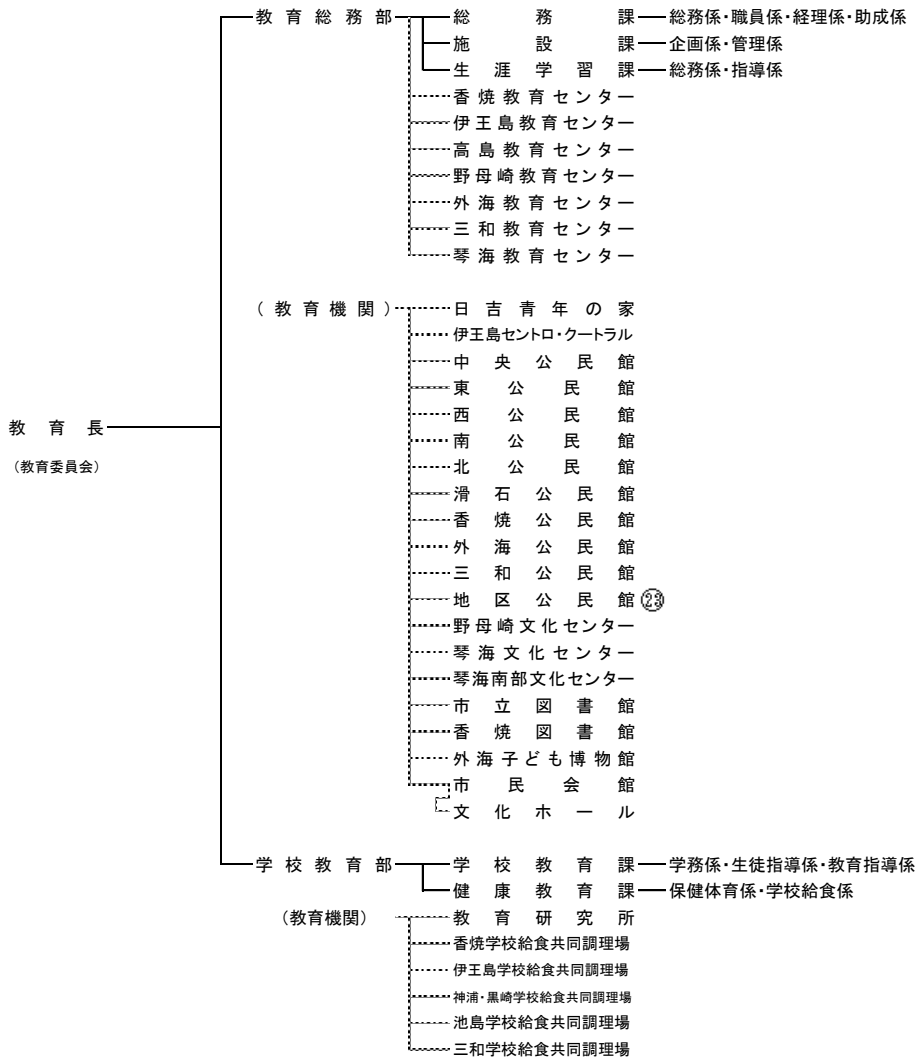 教育総務部 総務課 総務係・職員係・経理係・助成係
施設課 企画係・管理係
生涯学習課 総務係・指導係
香焼教育センター
伊王島教育センター
高島教育センター
野母崎教育センター
外海教育センター
三和教育センター
琴海教育センター
(教育機関) 日吉青年の家
伊王島セントロ・クートラル
中央公民館
東公民館
教育長 西公民館
南公民館
(教育委員会) 北公民館
滑石公民館
香焼公民館
外海公民館
三和公民館
地区公民館 ㉓
野母崎文化センター
琴海文化センター
琴海南部文化センター
市立図書館
香焼図書館
外海子ども博物館
市民会館
文化ホール
学校教育部 学校教育課 学務係・生徒指導係・教育指導係
健康教育課 保健体育係・学校給食係
(教育機関) 教育研究所
香焼学校給食共同調理場
伊王島学校給食共同調理場
神浦・黒崎学校給食共同調理場
池島学校給食共同調理場
三和学校給食共同調理場